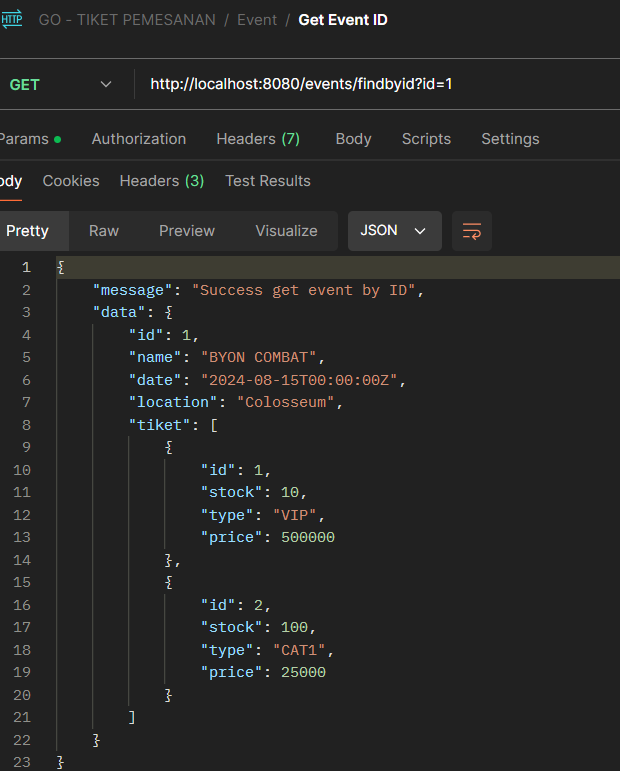 HTTP GO - TIKET PEMESANAN / Event / Get Event ID
GET http://localhost:8080/events/findbyid?id=1
Params Authorization Headers (7) Body Scripts Settings
ody Cookies Headers (3) Test Results
Pretty Raw Preview Visualize JSON
1 {
2 "message": "Success get event by ID",
3 "data": {
4 "id": 1,
5 "name": "BYON COMBAT",
6 "date": "2024-08-15T00:00:00Z",
7 "location": "Colosseum",
8 "tiket": [
9 {
10 "id": 1,
11 "stock": 10,
12 "type": "VIP",
13 "price": 500000
14 },
15 {
16 "id": 2,
17 "stock": 100,
18 "type": "CAT1",
19 "price": 25000
20 }
21 ]
22 }
23 }